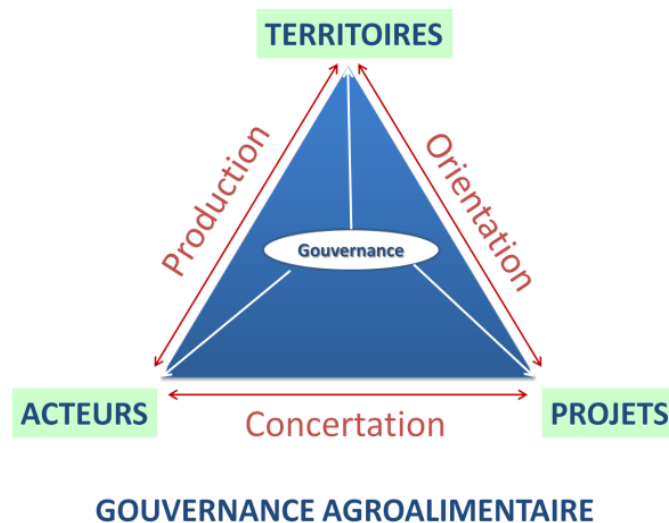 TERRITOIRES
Production
Orientation
Gouvernance
ACTEURS
PROJETS
Concertation
GOUVERNANCE AGROALIMENTAIRE